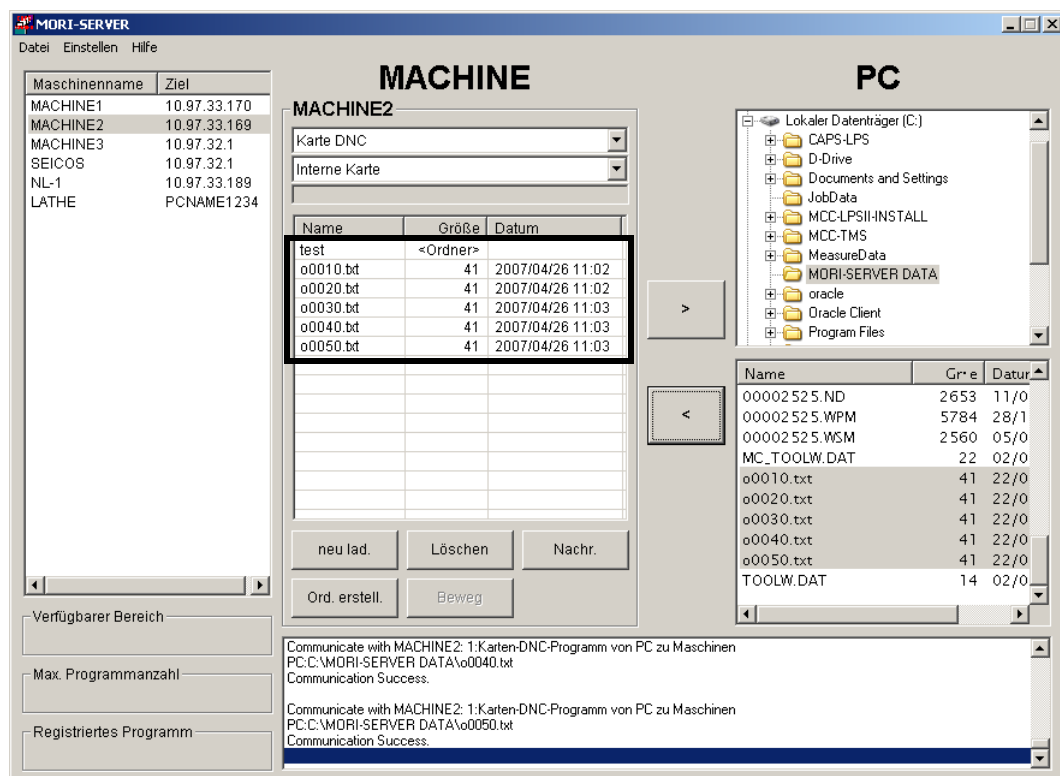 MORI-SERVER
Datei Einstellen Hilfe
Maschinenname Ziel
MACHINE1 10.97.33.170
MACHINE2 10.97.33.169
MACHINE3 10.97.32.1
SEICOS 10.97.32.1
NL-1 10.97.33.189
LATHE PCNAME1234
Verfügbarer Bereich
Max. Programmanzahl
Registriertes Programm
MACHINE
MACHINE2
Karte DNC
Interne Karte
Name Größe Datum
test <Ordner>
o0010.txt 41 2007/04/26 11:02
o0020.txt 41 2007/04/26 11:02
o0030.txt 41 2007/04/26 11:03
o0040.txt 41 2007/04/26 11:03
o0050.txt 41 2007/04/26 11:03
neu lad. Löschen Nachr.
Ord. erstell. Beweg
>
<
PC
Lokaler Datenträger (C:)
CAPS-LPS
D-Drive
Documents and Settings
JobData
MCC-LPSII-INSTALL
MCC-TMS
MeasureData
MORI-SERVER DATA
oracle
Oracle Client
Program Files
Name Gr•e Datur
00002525.ND 2653 11/0
00002525.WPM 5784 28/1
00002525.WSM 2560 05/0
MC_TOOLW.DAT 22 02/0
o0010.txt 41 22/0
o0020.txt 41 22/0
o0030.txt 41 22/0
o0040.txt 41 22/0
o0050.txt 41 22/0
TOOLW.DAT 14 02/0
Communicate with MACHINE2: 1:Karten-DNC-Programm von PC zu Maschinen
PC:C:\MORI-SERVER DATA\o0040.txt
Communication Success.
Communicate with MACHINE2: 1:Karten-DNC-Programm von PC zu Maschinen
PC:C:\MORI-SERVER DATA\o0050.txt
Communication Success.